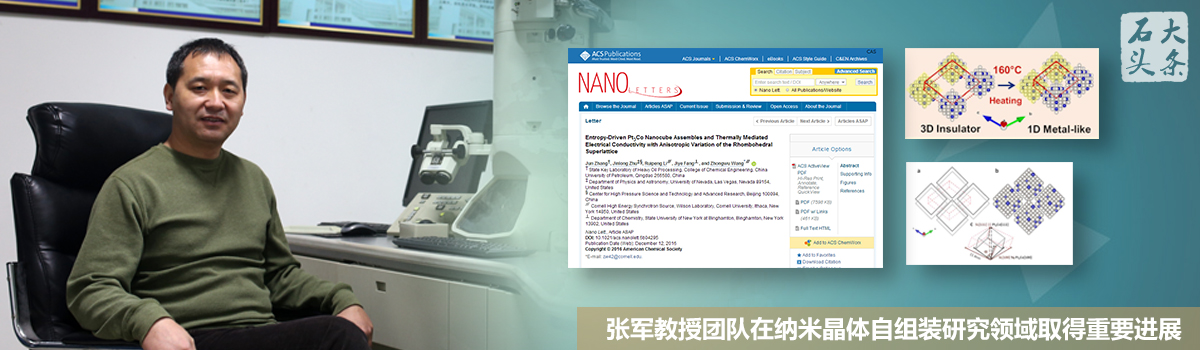 石大
头条
ACS Publications
CAS
ACS Journals
ACS ChemWorx
eBooks
ACS Style Guide
C&EN Archives
NANO LETTERS
Search
Citation
Subject
Advanced Search
Enter search text / DOI
Anywhere
Search
Nano Lett.
All Publications/Website
Browse the Journal
Articles ASAP
Current Issue
Submission & Review
Open Access
About the Journal
Letter
Previous Article
Next Article
Articles ASAP
Entropy-Driven Pt3Co Nanocube Assembles and Thermally Mediated
Electrical Conductivity with Anisotropic Variation of the Rhombohedral
Superlattice
Jun Zhang, Jinlong Zhu, Ruipeng Li, Jiye Fang, and Zhongwu Wang
† State Key Laboratory of Heavy Oil Processing, College of Chemical Engineering, China
University of Petroleum, Qingdao 266580, China
‡ Department of Physics and Astronomy, University of Nevada, Las Vegas, Nevada 89154,
United States
§ Center for High Pressure Science and Technology and Advanced Research, Beijing 100094,
China
Cornell High Energy Synchrotron Source, Wilson Laboratory, Cornell University, Ithaca, New
York 14853, United States
⊥ Department of Chemistry, State University of New York at Binghamton, Binghamton, New York
13902, United States
Nano Lett., Article ASAP
Publication Date (Web): December 12, 2016
Copyright © 2016 American Chemical Society
*E-mail: zw42@cornell.edu
Article Options
ACS ActiveView
PDF
Hi-Res Print,
Annotate,
Reference
QuickView
PDF
PDF w/ Links
Full Text HTML
Abstract
Supporting Info
Figures
References
Add to ACS ChemWorx
Add to Favorites
Download Citation
160°C
Heating
3D Insulator
1D Metal-like
a
b
张军教授团队在纳米晶体自组装研究领域取得重要进展